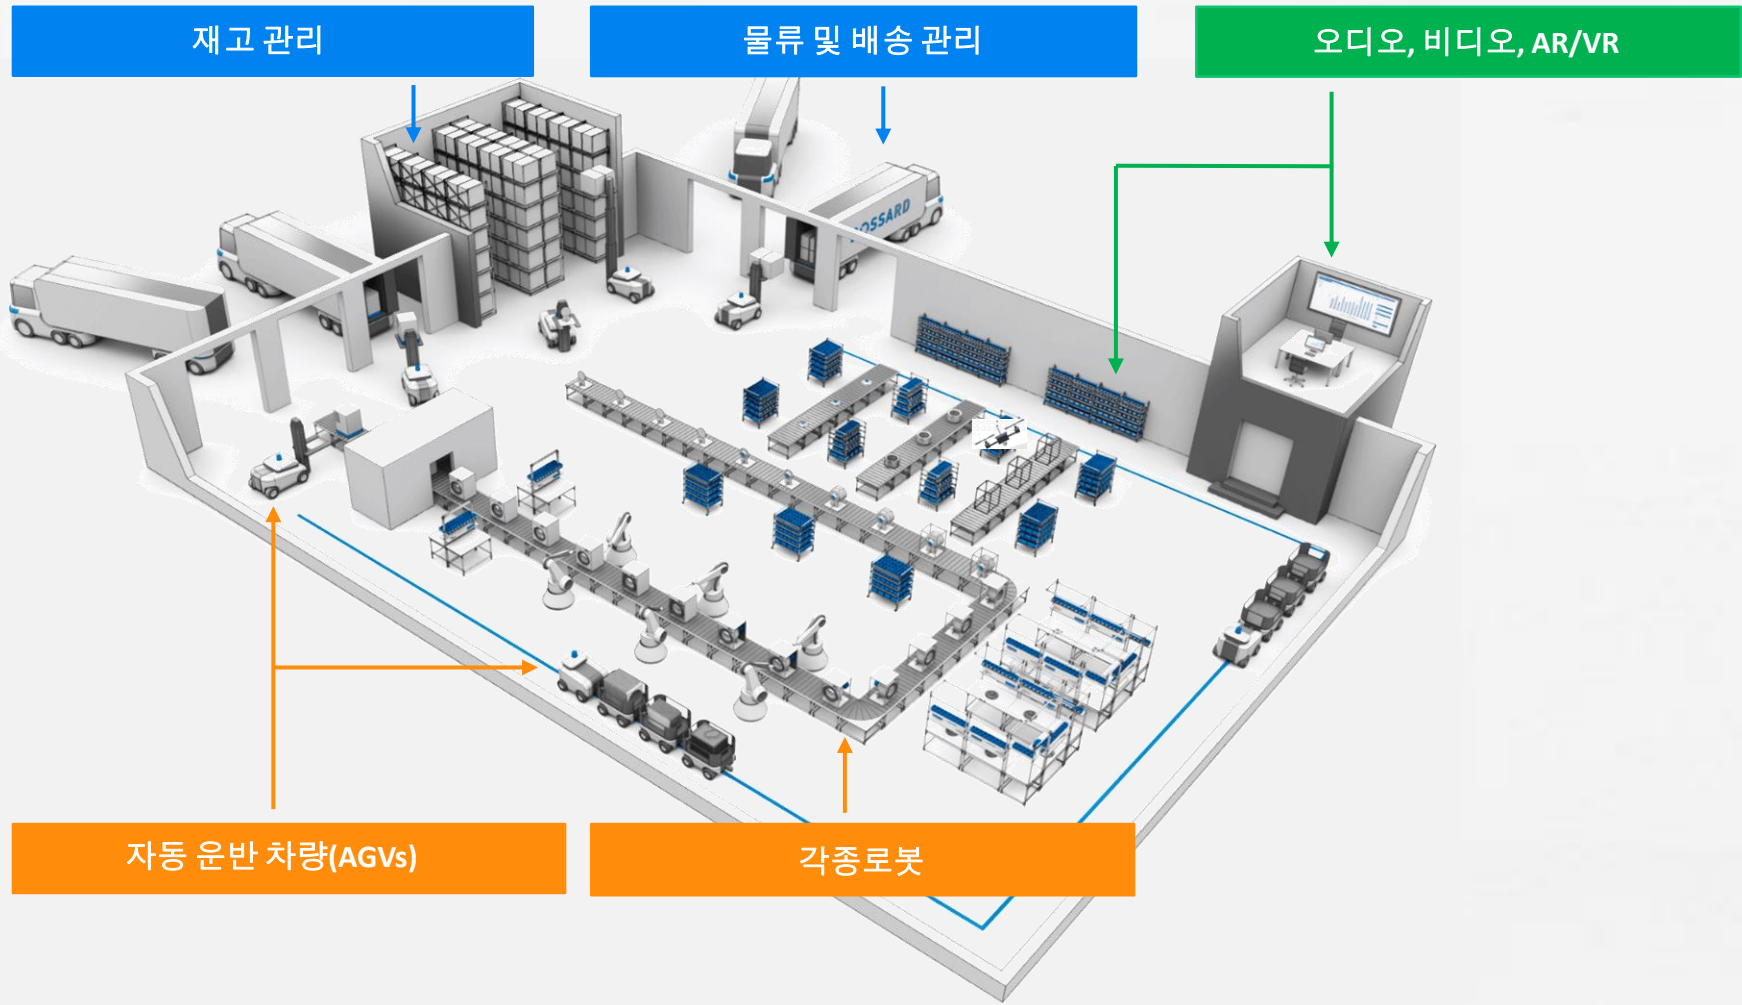 재고 관리
물류 및 배송 관리
오디오, 비디오, AR/VR
BOSSARD
자동 운반 차량(AGVs)
각종로봇